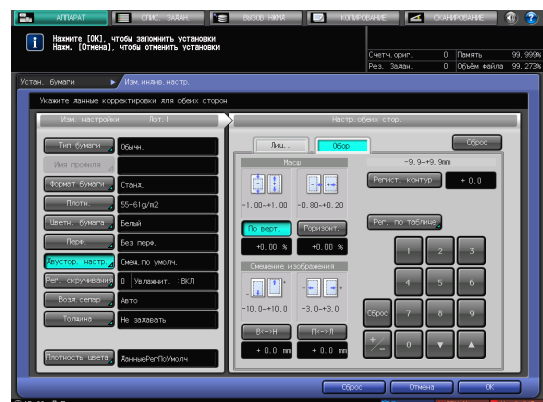 АППАРАТ
СПИС. ЗАДАН.
ВЫЗОВ НЖМД
КОПИРОВАНИЕ
СКАНИРОВАНИЕ
Нажмите [OK], чтобы запомнить установки
Нажм. [Отмена], чтобы отменить установки
Счетч.ориг. 0 Память 99.999%
Рез. Задан. 0 Объём файла 99.273%
Устан. бумаги
Изм.индив.настр.
Укажите данные корректировки для обеих сторон
Изм. настройки Лот.1
Настр.обеих стор.
Тип бумаги Обычн.
Имя профиля
Формат бумаги Станд.
Плотн. 55-61g/m2
Цветн. бумага Белый
Перф. Без перф.
Двустор. настр. Смеж.по умолч.
Рег. скручивания 0 Увлажнит. :ВКЛ
Возд.сепар Авто
Толщина Не задавать
Плотность цвета ДанныеРегПоУмолч
Лиц.
Обор
Сброс
Масш
-1.00~+1.00 -0.80~+0.20
По верт. Горизонт.
+0.00 % +0.00 %
Смещение изображения
-10.0~+10.0 -3.0~+3.0
В<->Н П<->Л
+ 0.0 mm + 0.0 mm
-9.9~+9.9mm
Регист. контур + 0.0
Рег. по таблице
1 2 3
4 5 6
Сброс 7 8 9
+/- 0 ▼ ▲
Сброс Отмена OK